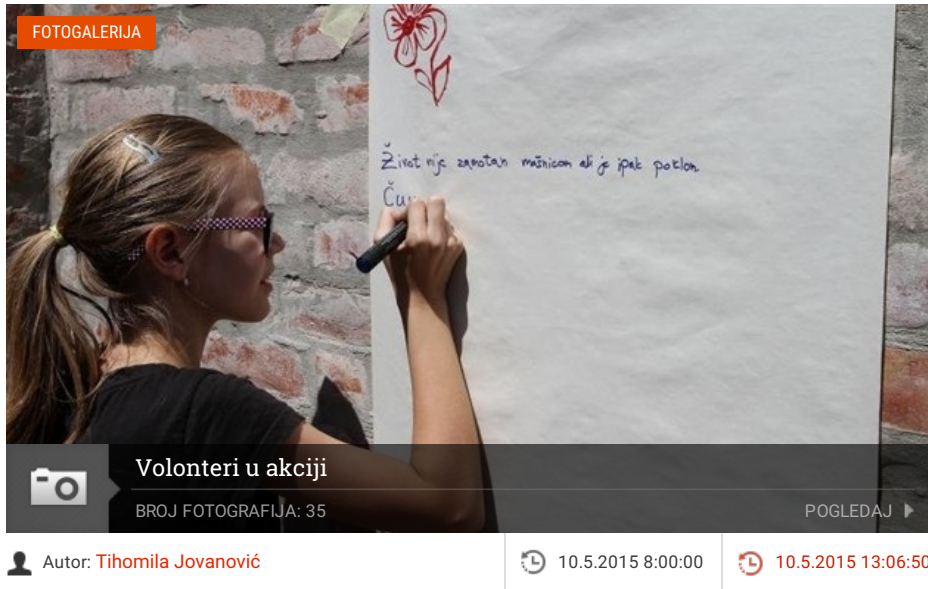 FOTOGALERIJA
Život nije zamotan mašnicom ali je ipak poklon
Ču
Volonteri u akciji
BROJ FOTOGRAFIJA: 35
POGLEDAJ
Autor: Tihomila Jovanović
10.5.2015 8:00:00
10.5.2015 13:06:50